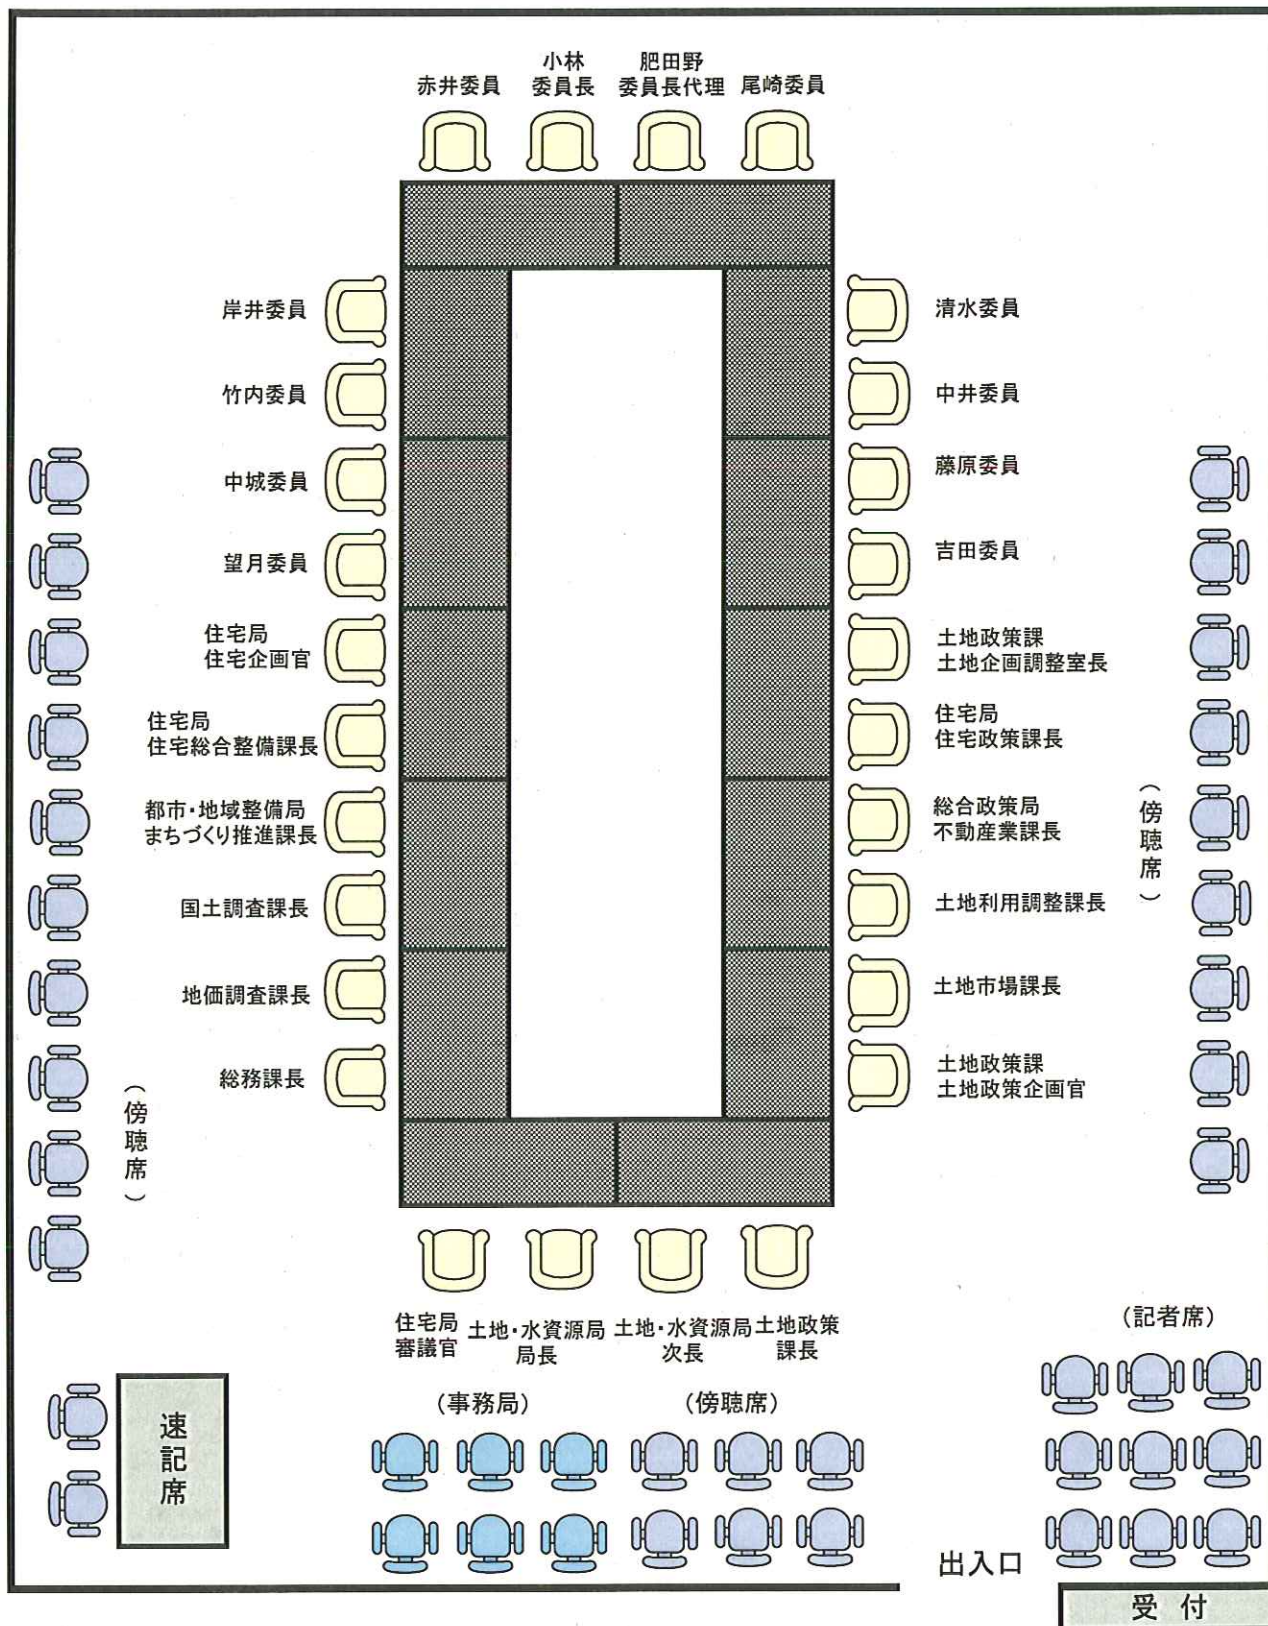 赤井委員
小林
委員長
肥田野
委員長代理
尾崎委員
岸井委員
竹内委員
中城委員
望月委員
住宅局
住宅企画官
住宅局
住宅総合整備課長
都市・地域整備局
まちづくり推進課長
国土調査課長
地価調査課長
総務課長
清水委員
中井委員
藤原委員
吉田委員
土地政策課
土地企画調整室長
住宅局
住宅政策課長
総合政策局
不動産業課長
土地利用調整課長
土地市場課長
土地政策課
土地政策企画官
（傍聴席）
（傍聴席）
住宅局
審議官
土地・水資源局
局長
土地・水資源局
次長
土地政策
課長
（事務局）
（傍聴席）
（記者席）
速記席
出入口
受付